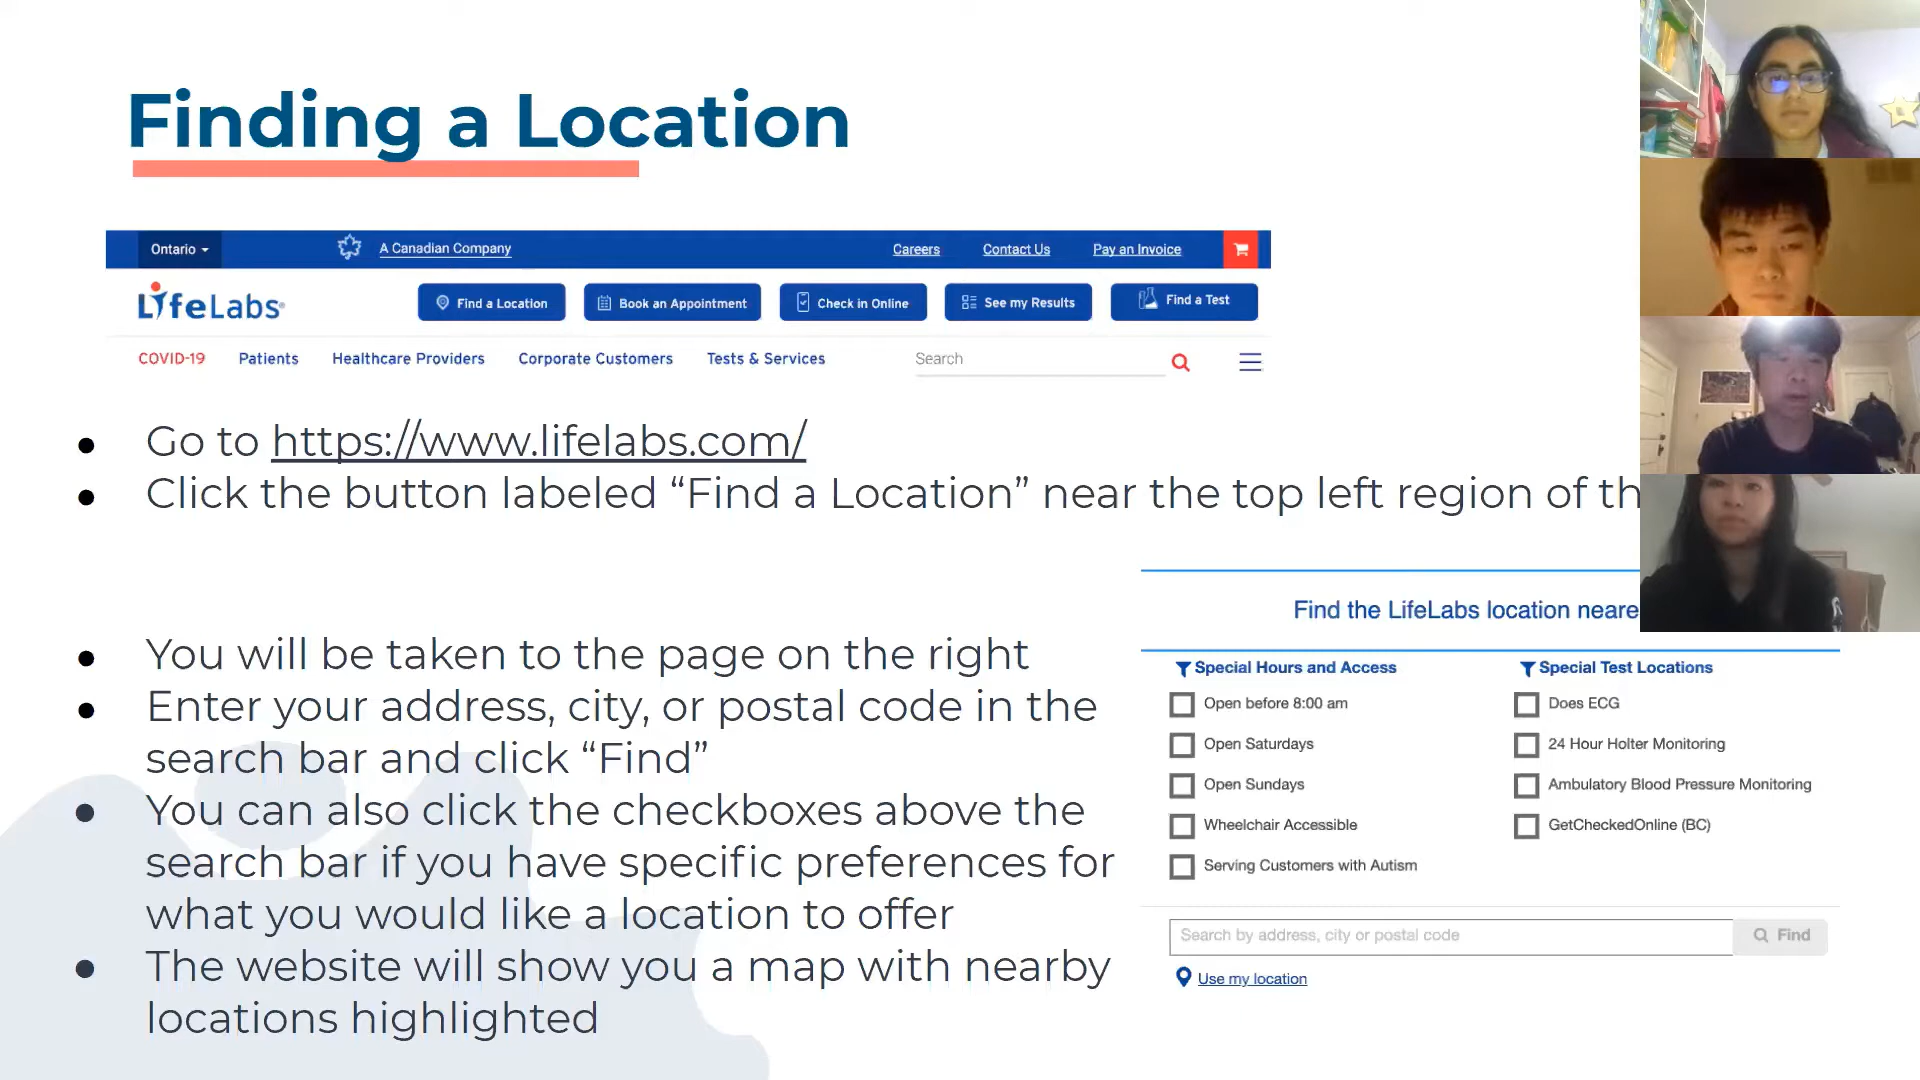 Finding a Location
Ontario
A Canadian Company
Careers
Contact Us
Pay an Invoice
LifeLabs
Find a Location
Book an Appointment
Check in Online
See my Results
Find a Test
COVID-19
Patients
Healthcare Providers
Corporate Customers
Tests & Services
Search
● Go to https://www.lifelabs.com/
● Click the button labeled “Find a Location” near the top left region of th
● You will be taken to the page on the right
● Enter your address, city, or postal code in the
search bar and click “Find”
● You can also click the checkboxes above the
search bar if you have specific preferences for
what you would like a location to offer
● The website will show you a map with nearby
locations highlighted
Find the LifeLabs location neare
Special Hours and Access
Open before 8:00 am
Open Saturdays
Open Sundays
Wheelchair Accessible
Serving Customers with Autism
Special Test Locations
Does ECG
24 Hour Holter Monitoring
Ambulatory Blood Pressure Monitoring
GetCheckedOnline (BC)
Search by address, city or postal code
Find
Use my location